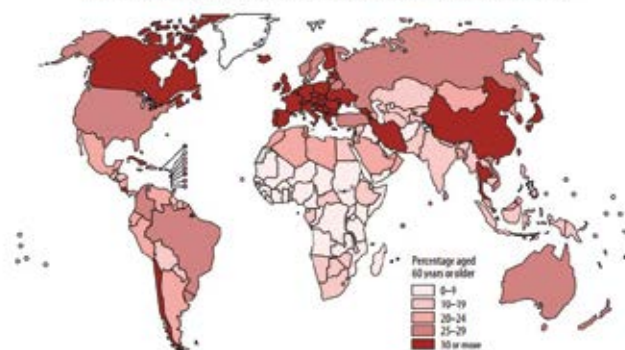 Percentage aged
60 years or older
0–9
10–19
20–24
25–29
30 or more